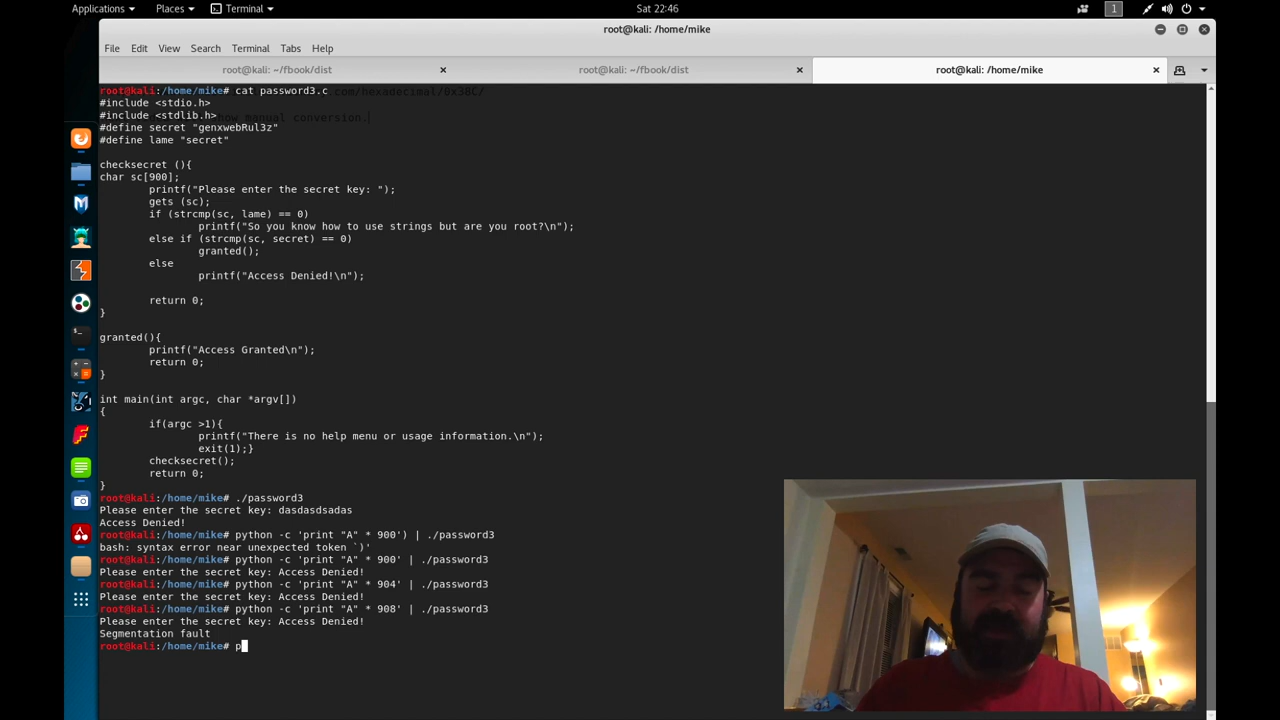 Applications Places Terminal Sat 22:46 1
root@kali: /home/mike
File Edit View Search Terminal Tabs Help
root@kali: ~/fbook/dist root@kali: ~/fbook/dist root@kali: /home/mike
root@kali:/home/mike# cat password3.c
.com/hexadecimal/0x38C/
#include <stdio.h>
#include <stdlib.h>
how manual conversion.
#define secret "genxwebRul3z"
#define lame "secret"
checksecret (){
char sc[900];
printf("Please enter the secret key: ");
gets (sc);
if (strcmp(sc, lame) == 0)
printf("So you know how to use strings but are you root?\n");
else if (strcmp(sc, secret) == 0)
granted();
else
printf("Access Denied!\n");
return 0;
}
granted(){
printf("Access Granted\n");
return 0;
}
int main(int argc, char *argv[])
{
if(argc >1){
printf("There is no help menu or usage information.\n");
exit(1);}
checksecret();
return 0;
}
root@kali:/home/mike# ./password3
Please enter the secret key: dasdasdsadas
Access Denied!
root@kali:/home/mike# python -c 'print "A" * 900') | ./password3
bash: syntax error near unexpected token `)'
root@kali:/home/mike# python -c 'print "A" * 900' | ./password3
Please enter the secret key: Access Denied!
root@kali:/home/mike# python -c 'print "A" * 904' | ./password3
Please enter the secret key: Access Denied!
root@kali:/home/mike# python -c 'print "A" * 908' | ./password3
Please enter the secret key: Access Denied!
Segmentation fault
root@kali:/home/mike# p